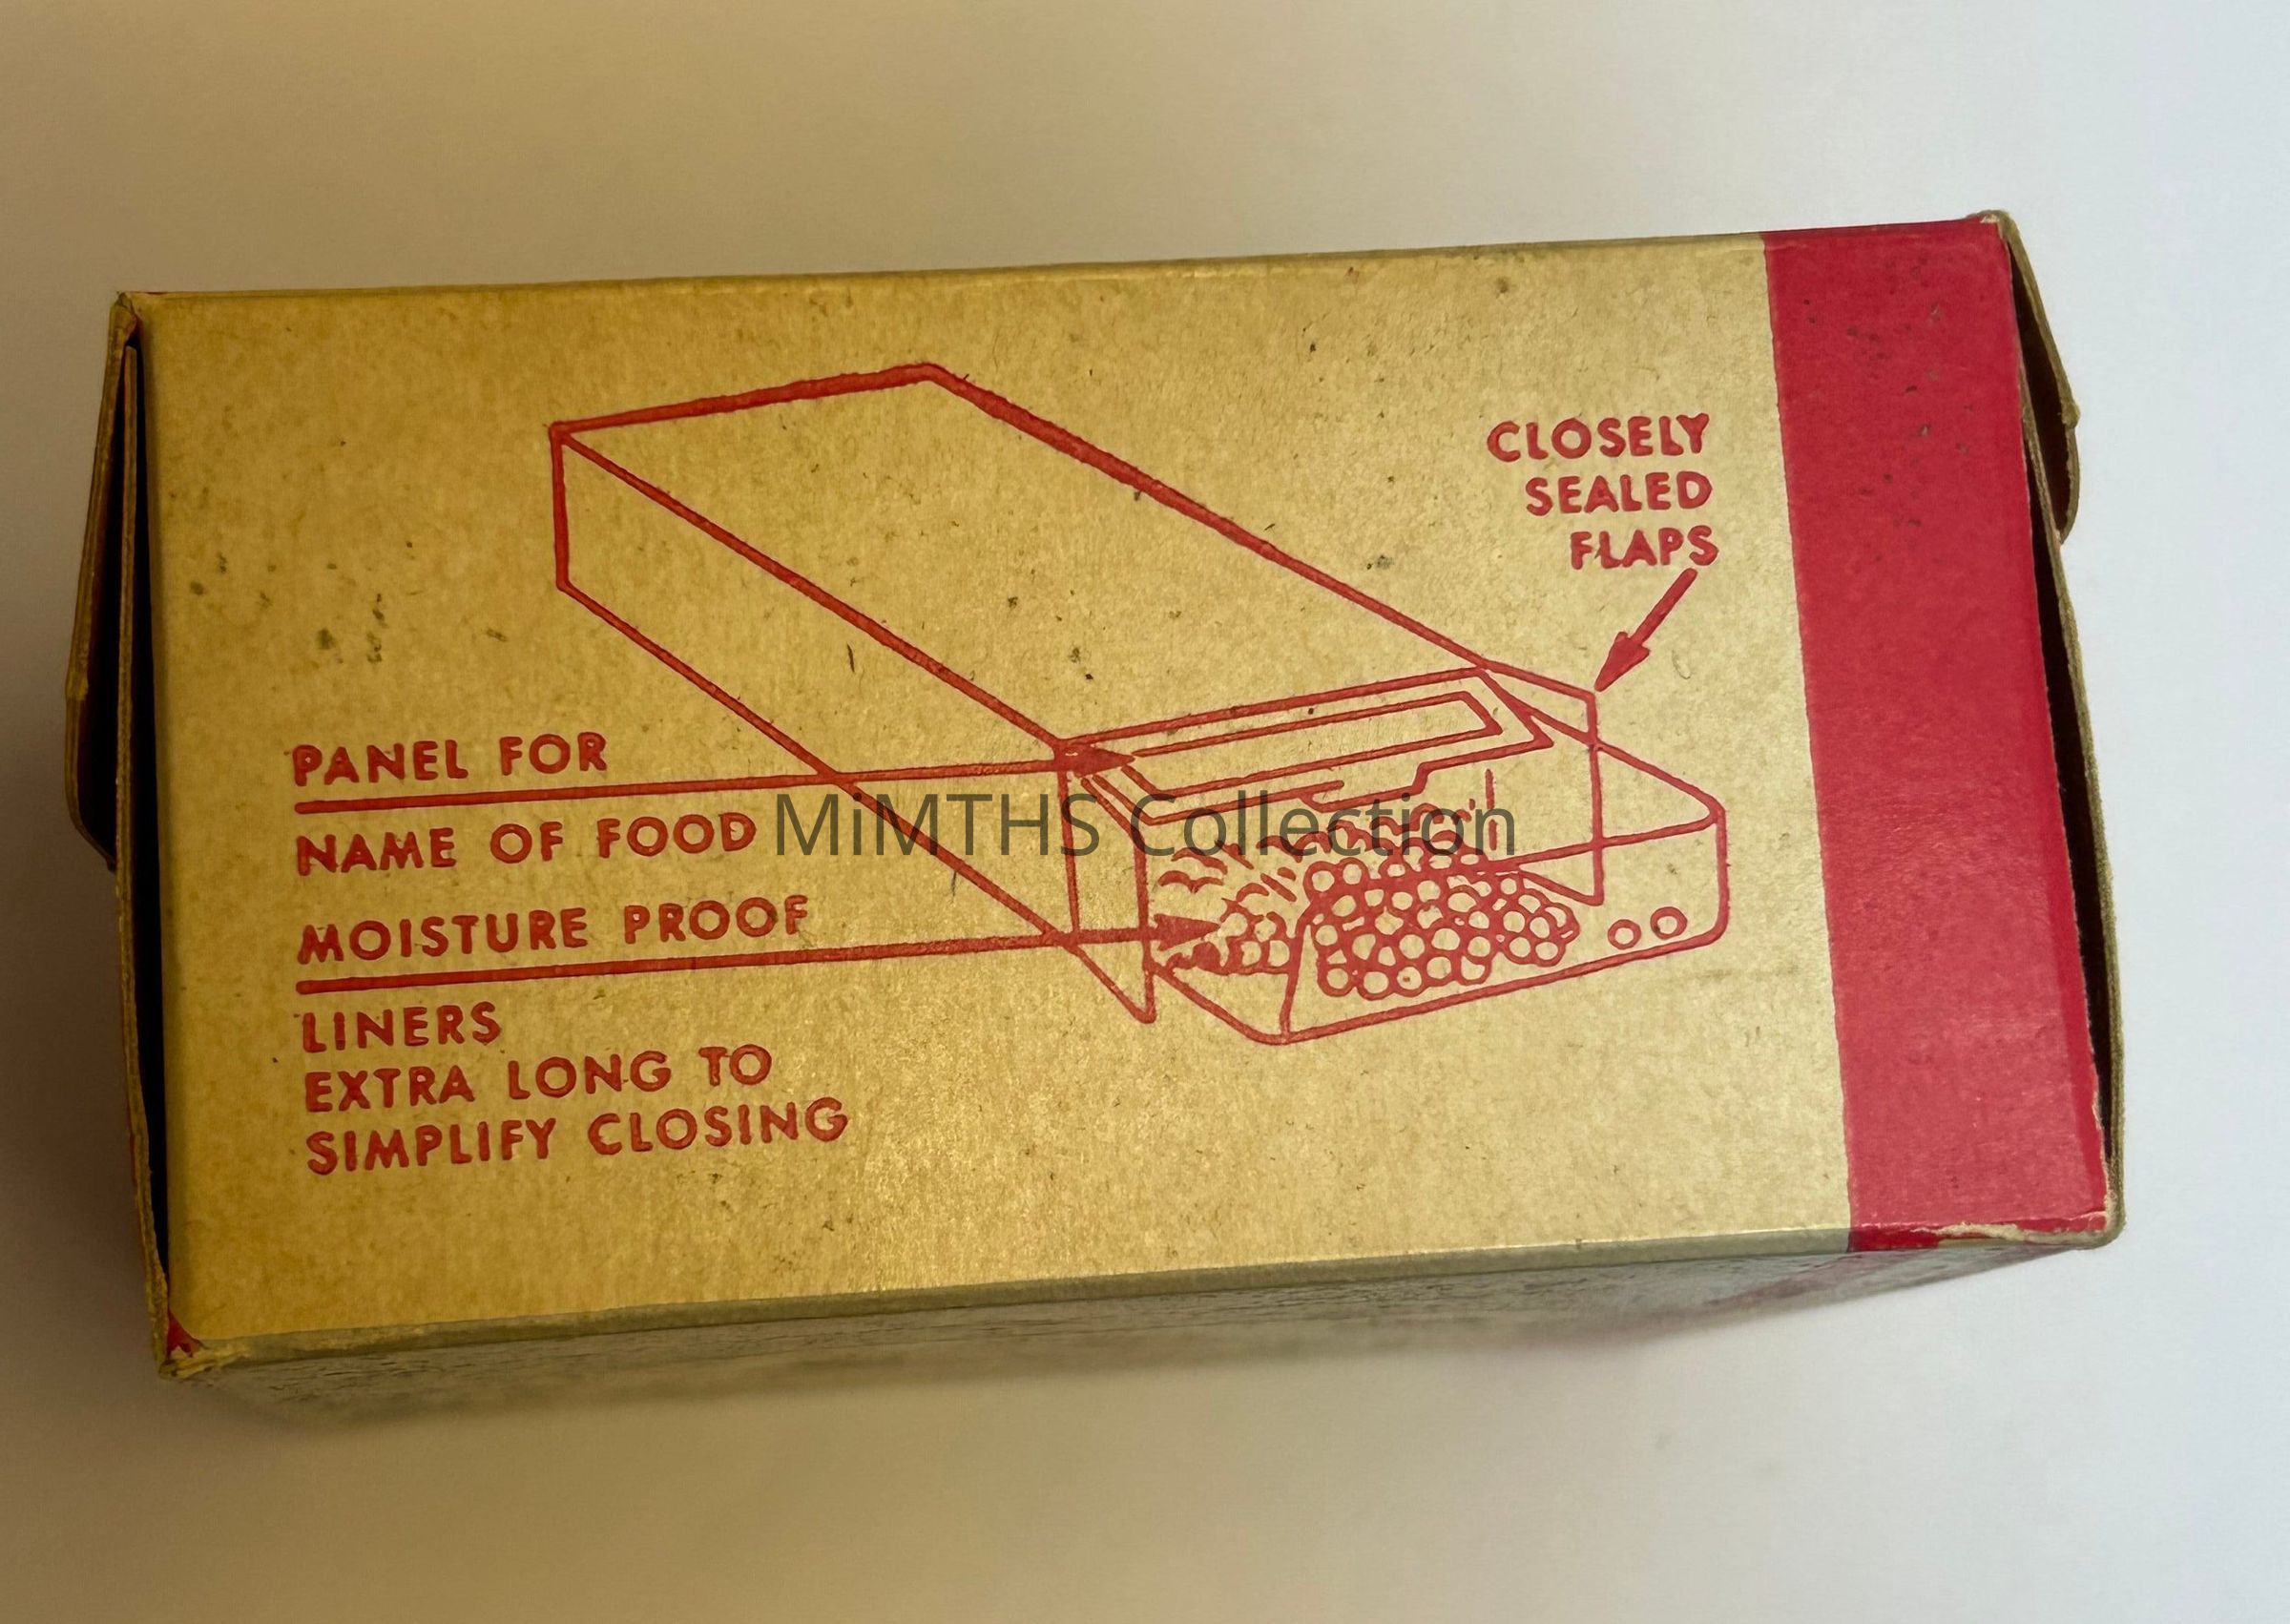 CLOSELY
SEALED
FLAPS
PANEL FOR
NAME OF FOOD
MOISTURE PROOF
LINERS
EXTRA LONG TO
SIMPLIFY CLOSING
MiMTHS Collection